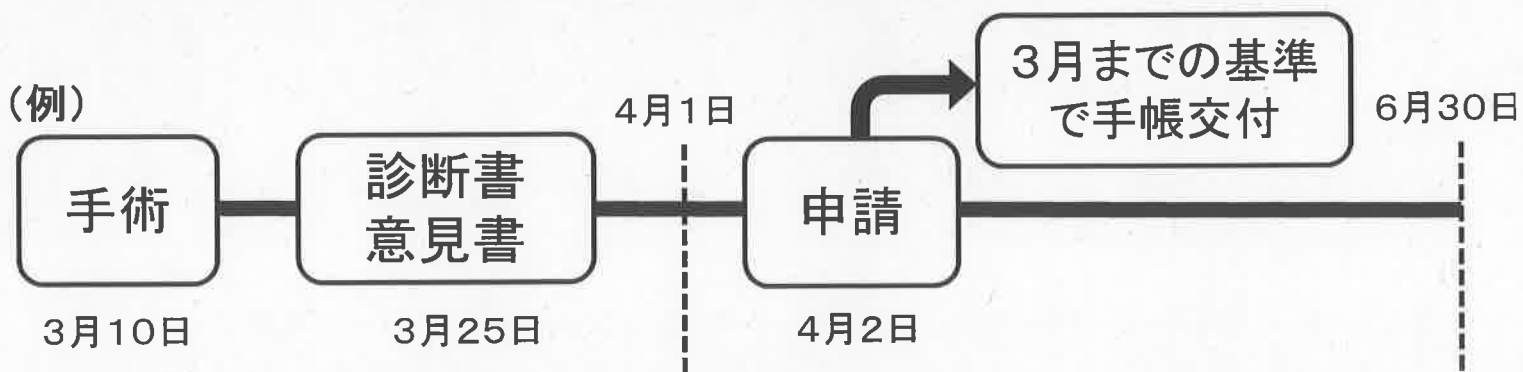 (例)
4月1日
3月までの基準
で手帳交付
6月30日
手術
診断書
意見書
申請
3月10日
3月25日
4月2日